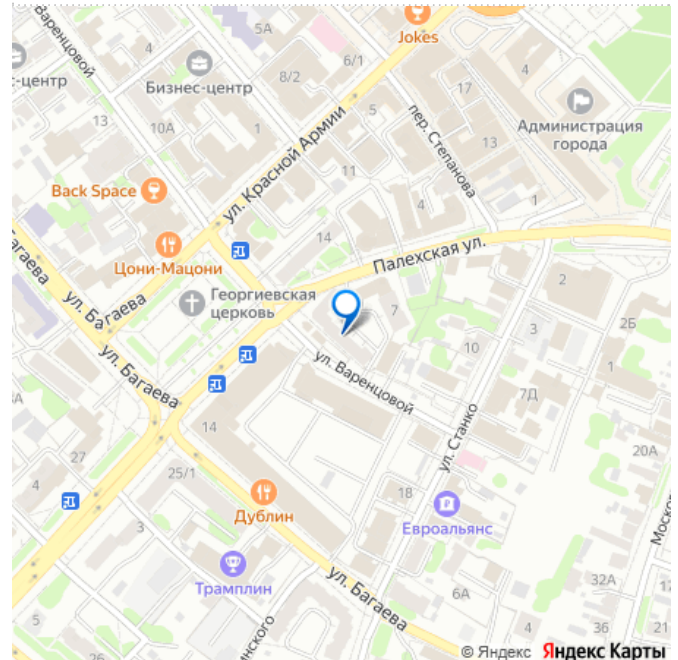 Варенцовой
4
5А
Jokes
с-центр
Бизнес-центр
8/2
6/1
4
13
10А
1
5
17
пер. Степанова
13
Администрация
города
Back Space
ул. Красной Армии
11
4
1
14
Цони-Мацони
Палехская ул.
Багаева
ул. Багаева
Георгиевская
церковь
2
7
3
2Б
10
ул. Багаева
ул. Варенцовой
7Д
14
ул. Станко
20А
27
4
25/1
18
Дублин
Евроальянс
3
Трамплин
ул. Багаева
32А
21
6А
4
36
© Яндекс Яндекс Карты